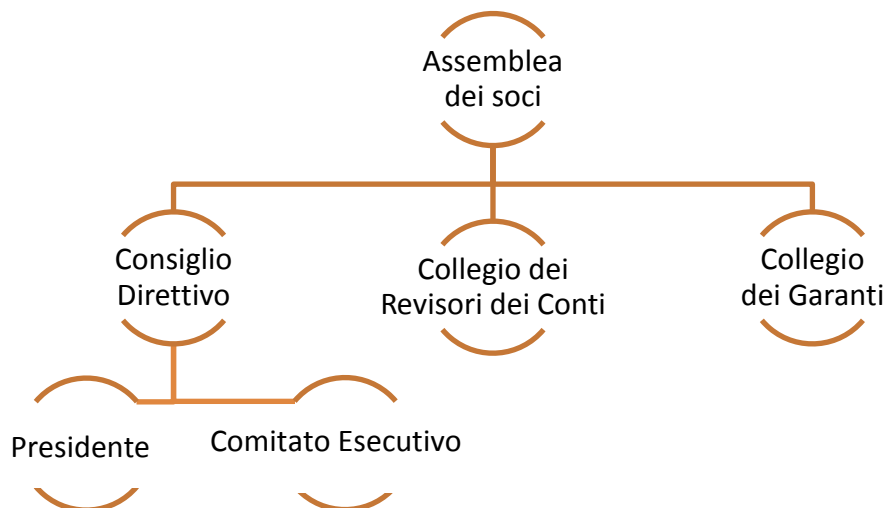 Assemblea
dei soci
Consiglio
Direttivo
Collegio dei
Revisori dei Conti
Collegio
dei Garanti
Presidente
Comitato Esecutivo